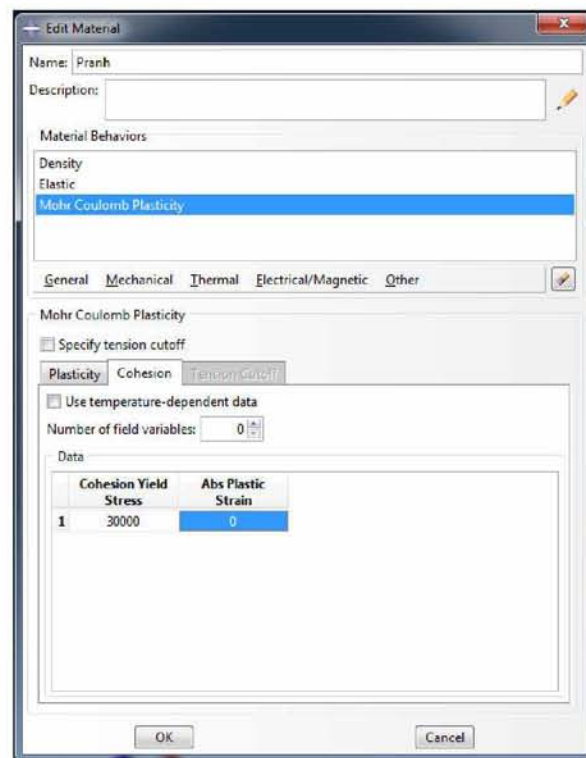 Edit Material
Name: Pranh
Description:
Material Behaviors
Density
Elastic
Mohr Coulomb Plasticity
General Mechanical Thermal Electrical/Magnetic Other
Mohr Coulomb Plasticity
Specify tension cutoff
Plasticity Cohesion Tension Cutoff
Use temperature-dependent data
Number of field variables: 0
Data
Cohesion Yield Abs Plastic
Stress Strain
1 30000 0
OK Cancel